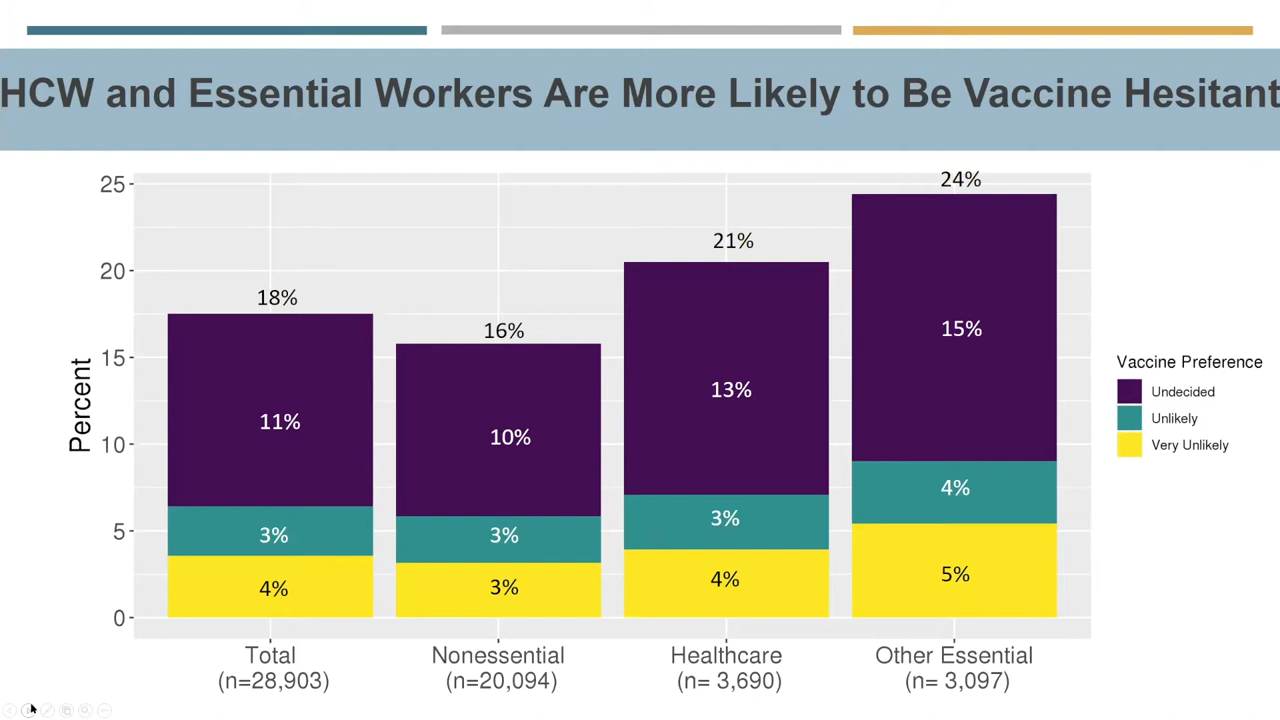 HCW and Essential Workers Are More Likely to Be Vaccine Hesitant
25
20
15
10
5
0
Percent
18%
11%
3%
4%
16%
10%
3%
3%
21%
13%
3%
4%
24%
15%
4%
5%
Total
(n=28,903)
Nonessential
(n=20,094)
Healthcare
(n= 3,690)
Other Essential
(n= 3,097)
Vaccine Preference
Undecided
Unlikely
Very Unlikely